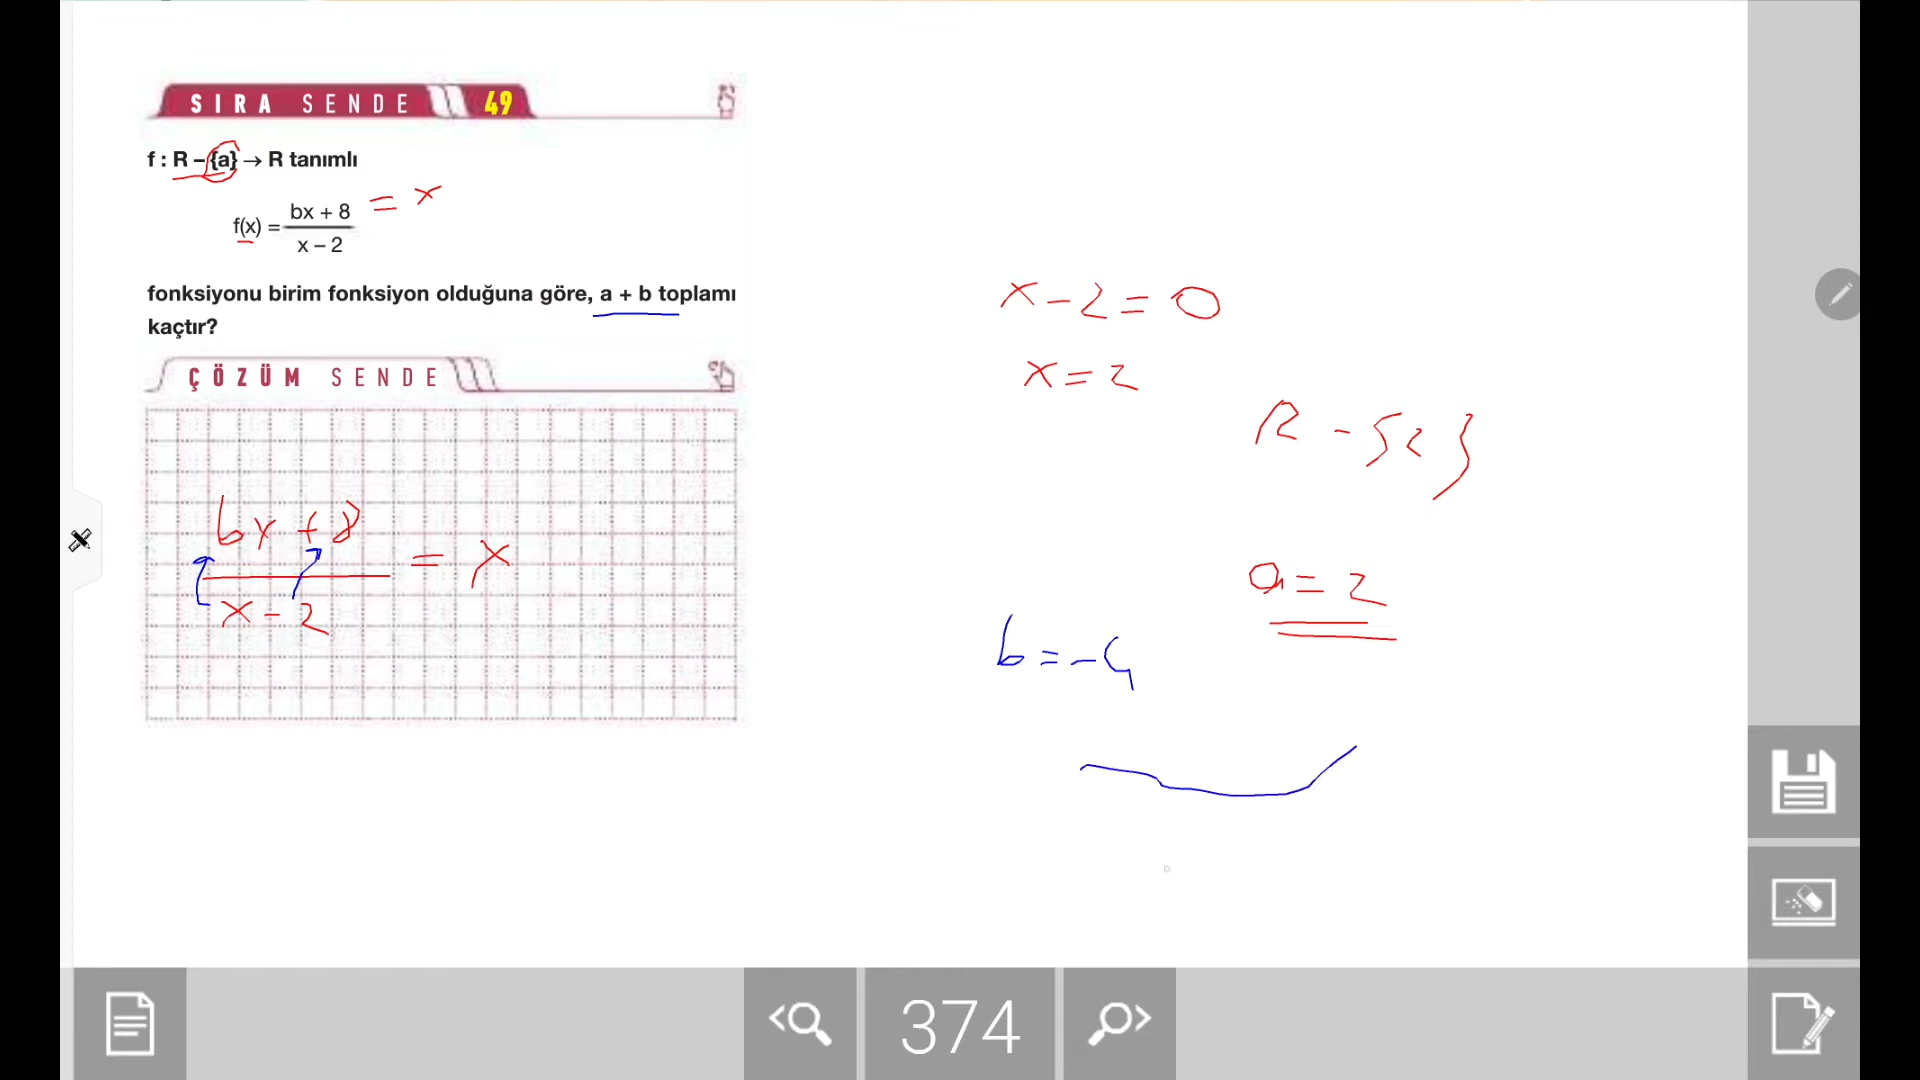 SIRA SENDE 49
f : R – {a} → R tanımlı
f(x) = bx + 8 / x – 2 = x
fonksiyonu birim fonksiyon olduğuna göre, a + b toplamı
kaçtır?
ÇÖZÜM SENDE
bx + 8 / x - 2 = x
x - 2 = 0
x = 2
R - {2}
a = 2
b = -4
374